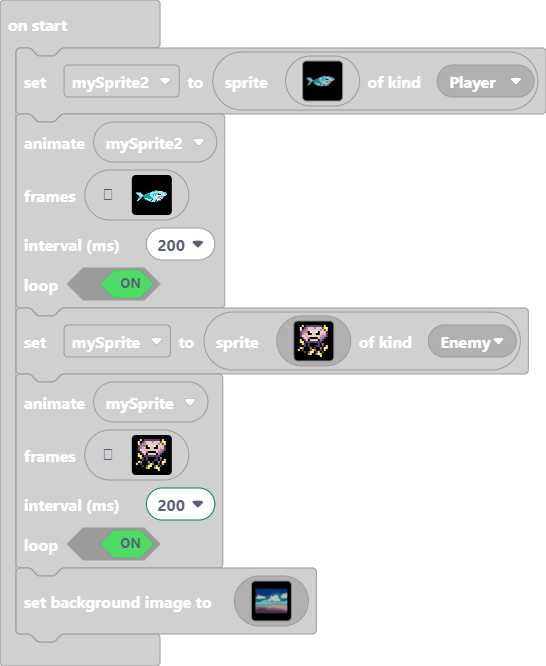 on start
set mySprite2 to sprite of kind Player
animate mySprite2
frames
interval (ms) 200
loop ON
set mySprite to sprite of kind Enemy
animate mySprite
frames
interval (ms) 200
loop ON
set background image to